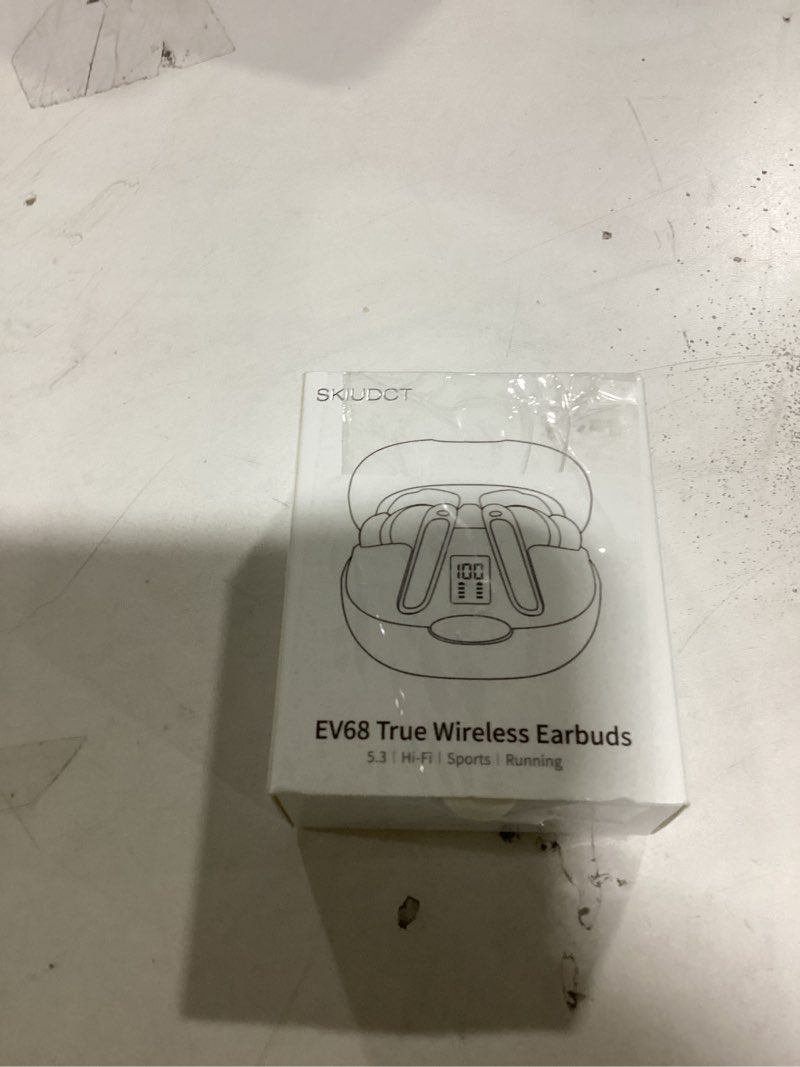 SKIUDCT
100
EV68 True Wireless Earbuds
5.3 | Hi-Fi | Sports | Running